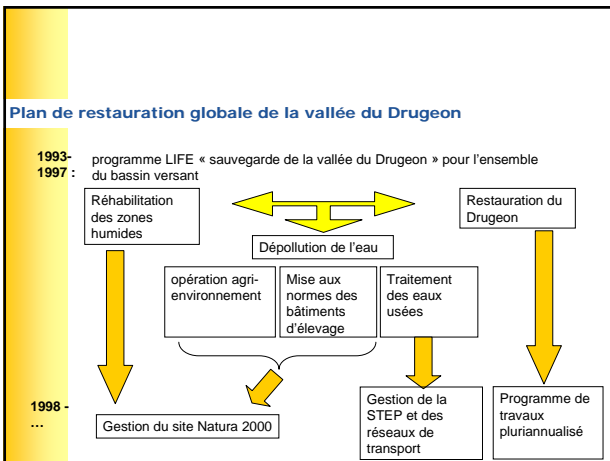 Plan de restauration globale de la vallée du Drugeon
1993-
1997 :
programme LIFE « sauvegarde de la vallée du Drugeon » pour l'ensemble
du bassin versant
Réhabilitation
des zones
humides
Restauration du
Drugeon
Dépollution de l'eau
opération agri-
environnement
Mise aux
normes des
bâtiments
d'élevage
Traitement
des eaux
usées
1998 -
...
Gestion du site Natura 2000
Gestion de la
STEP et des
réseaux de
transport
Programme de
travaux
pluriannualisé